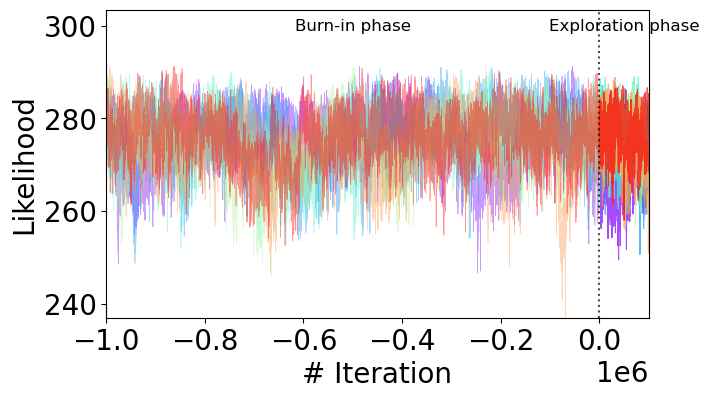 Burn-in phase Exploration phase
300
280
260
240
Likelihood
−1.0 −0.8 −0.6 −0.4 −0.2 0.0
1e6
# Iteration